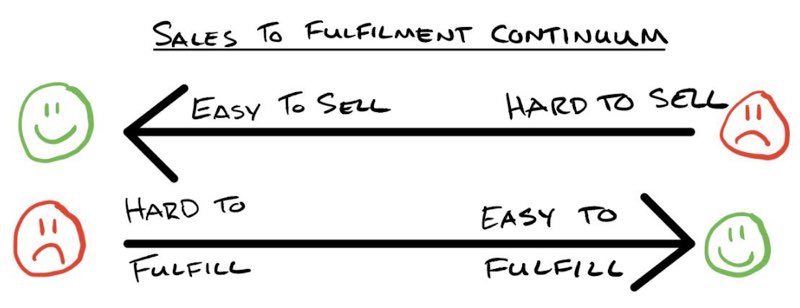 SALES TO FULFILMENT CONTINUUM
EASY TO SELL HARD TO SELL
HARD TO EASY TO
FULFILL FULFILL